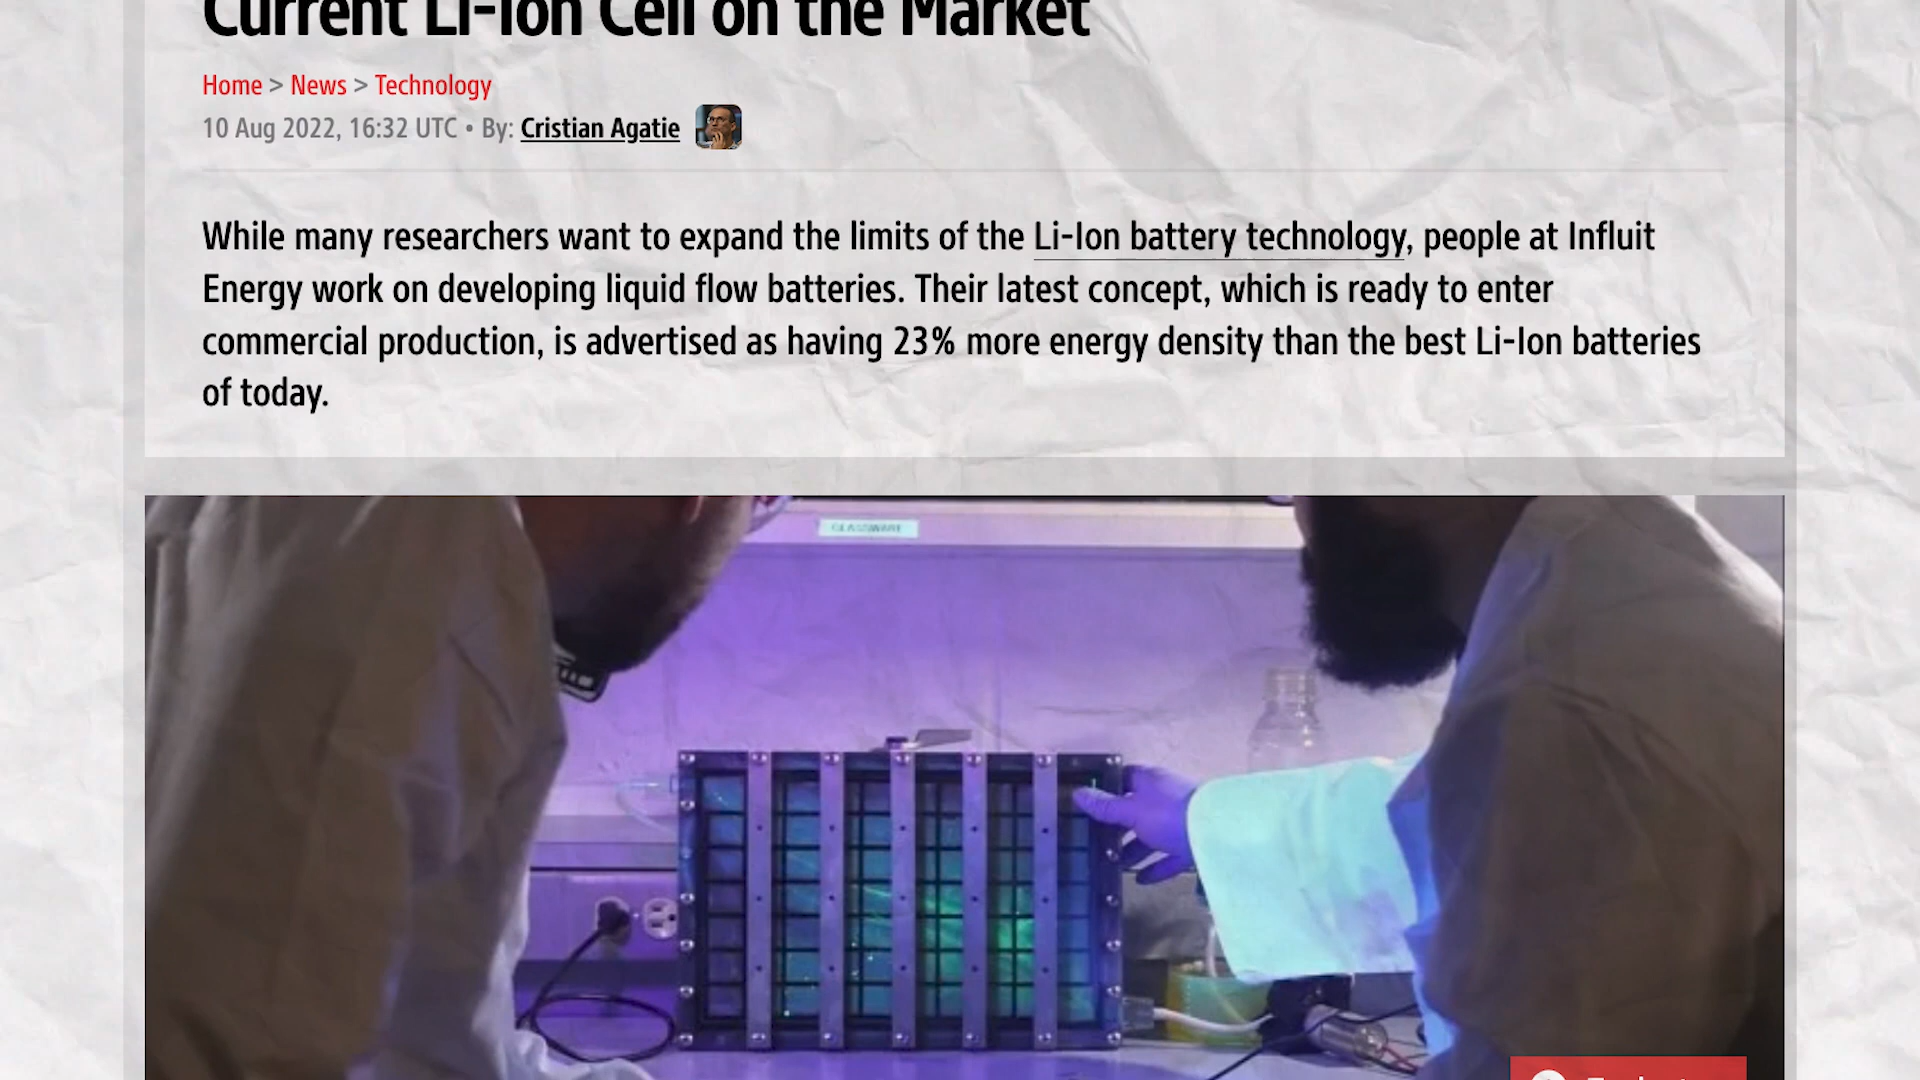 Current Li-Ion Cell on the Market
Home > News > Technology
10 Aug 2022, 16:32 UTC • By: Cristian Agatie
While many researchers want to expand the limits of the Li-Ion battery technology, people at Influit
Energy work on developing liquid flow batteries. Their latest concept, which is ready to enter
commercial production, is advertised as having 23% more energy density than the best Li-Ion batteries
of today.
GLASSWARE